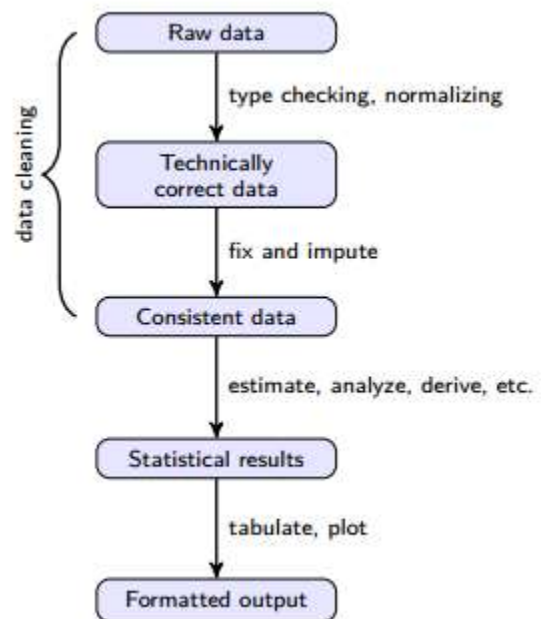 Raw data
type checking, normalizing
Technically
correct data
data cleaning
fix and impute
Consistent data
estimate, analyze, derive, etc.
Statistical results
tabulate, plot
Formatted output